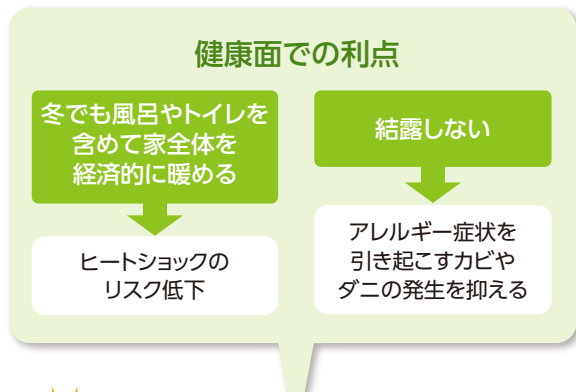 健康面での利点
冬でも風呂やトイレを
含めて家全体を
経済的に暖める
ヒートショックの
リスク低下
結露しない
アレルギー症状を
引き起こすカビや
ダニの発生を抑える